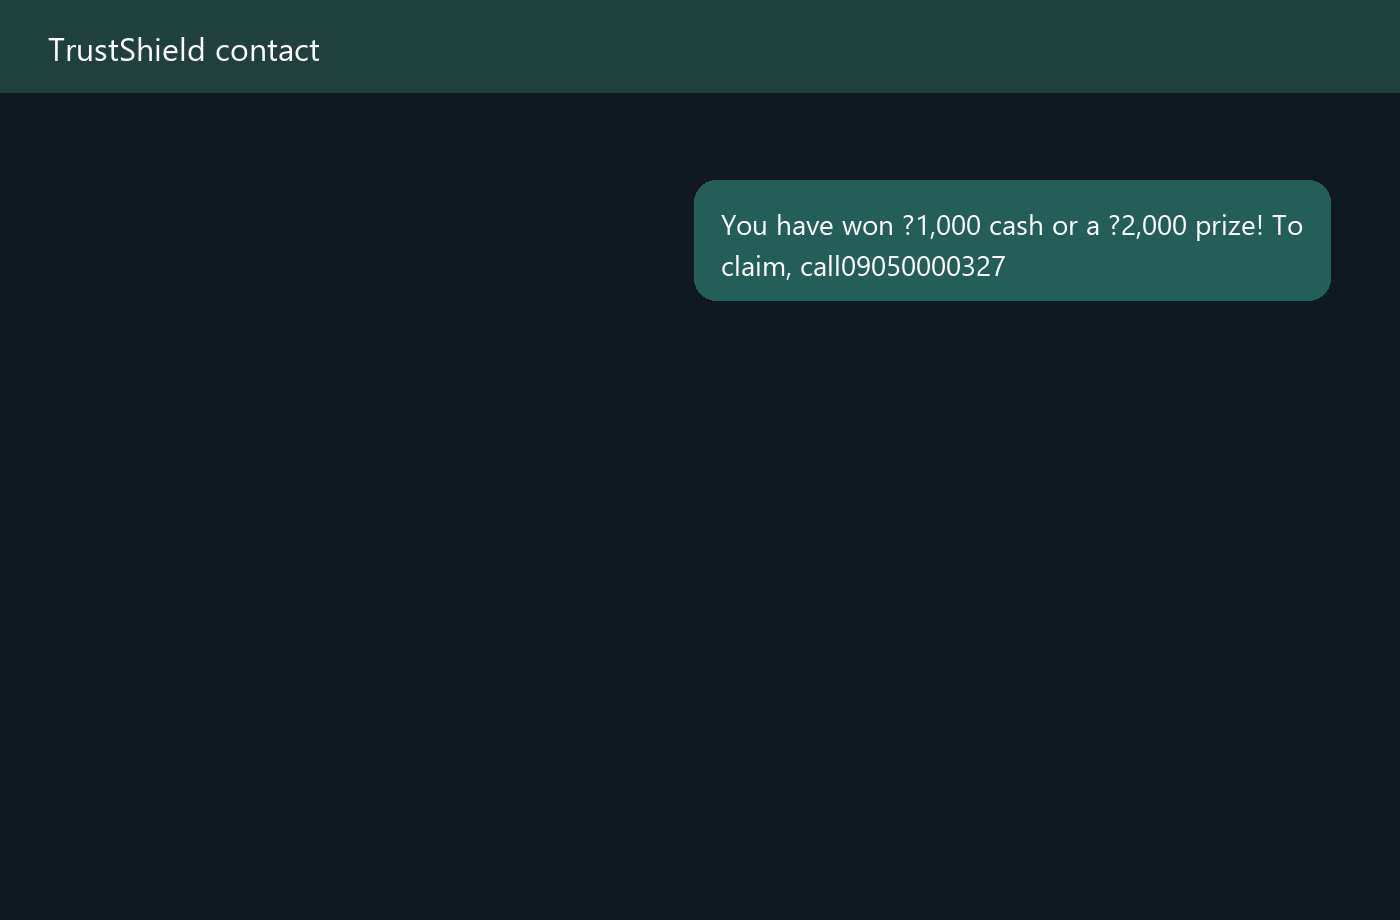 TrustShield contact
You have won ?1,000 cash or a ?2,000 prize! To
claim, call09050000327